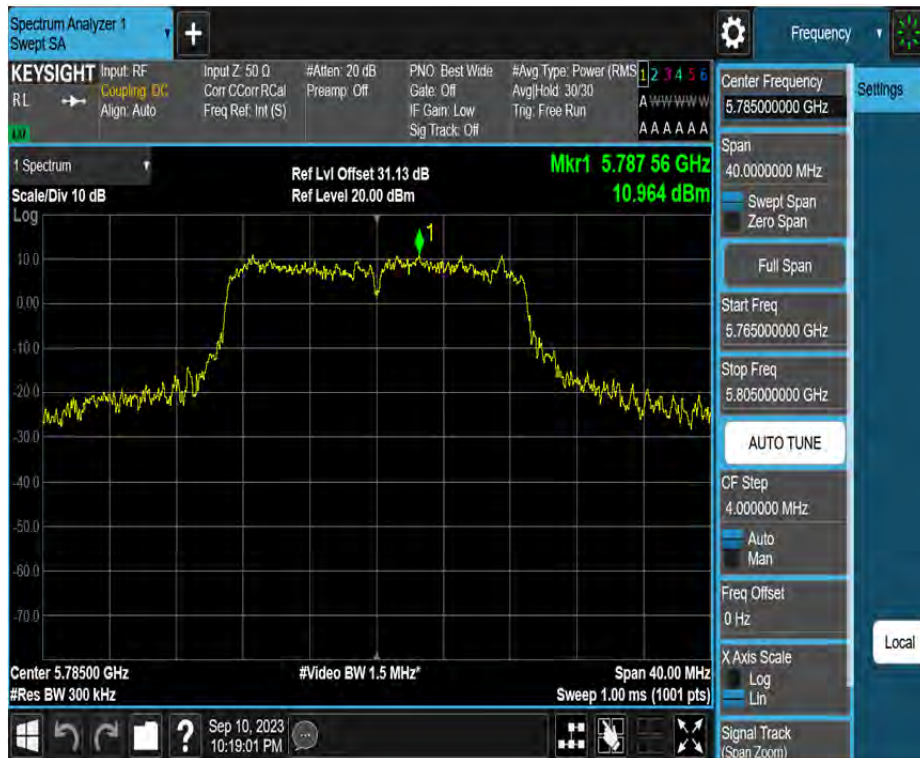 Spectrum Analyzer 1
Swept SA
+
Frequency
KEYSIGHT
RL
Input: RF
Coupling: DC
Align: Auto
Input Z: 50 Ω
Corr CCorr RCal
Freq Ref: Int (S)
#Atten: 20 dB
Preamp: Off
PNO: Best Wide
Gate: Off
IF Gain: Low
Sig Track: Off
#Avg Type: Power (RMS
Avg|Hold: 30/30
Trig: Free Run
1 2 3 4 5 6
A W W W W W
A A A A A A
Center Frequency
5.785000000 GHz
Settings
Span
40.0000000 MHz
Swept Span
Zero Span
Full Span
Start Freq
5.765000000 GHz
Stop Freq
5.805000000 GHz
AUTO TUNE
CF Step
4.000000 MHz
Auto
Man
Freq Offset
0 Hz
X Axis Scale
Log
Lin
Signal Track
(Span Zoom)
Local
1 Spectrum
Scale/Div 10 dB
Log
Ref Lvl Offset 31.13 dB
Ref Level 20.00 dBm
Mkr1 5.787 56 GHz
10.964 dBm
1
10.0
0.00
-10.0
-20.0
-30.0
-40.0
-50.0
-60.0
-70.0
Center 5.78500 GHz
#Res BW 300 kHz
#Video BW 1.5 MHz*
Span 40.00 MHz
Sweep 1.00 ms (1001 pts)
?
Sep 10, 2023
10:19:01 PM